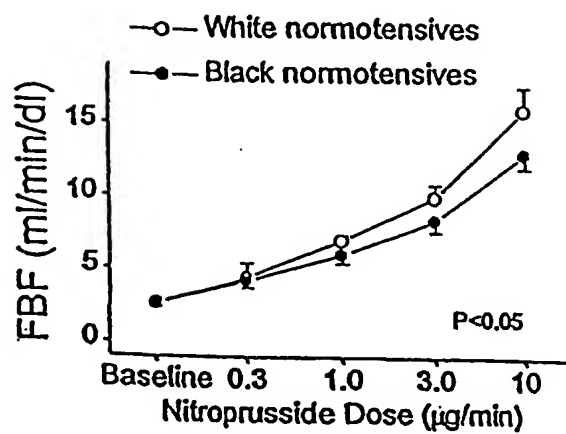 White normotensives
Black normotensives
FBF (ml/min/dl)
15
10
5
0
P<0.05
Baseline 0.3 1.0 3.0 10
Nitroprusside Dose (µg/min)